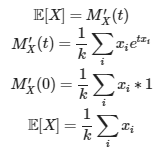 𝔼[X] = M′_X(t)
M′_X(t) = 1/k ∑_i x_i e^{tx_i}
M′_X(0) = 1/k ∑_i x_i * 1
𝔼[X] = 1/k ∑_i x_i